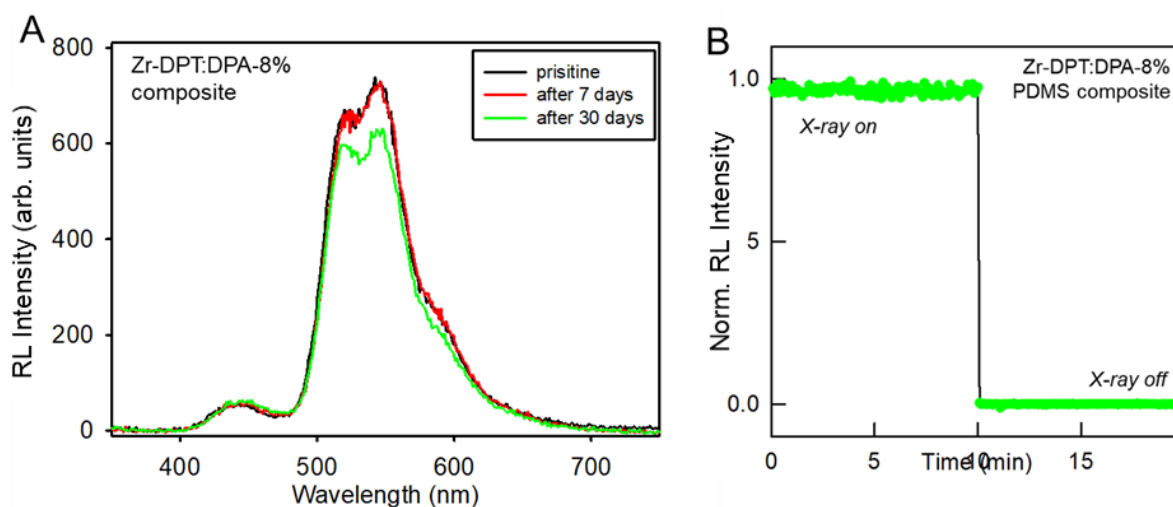 A
Zr-DPT:DPA-8%
composite
prisitine
after 7 days
after 30 days
800
600
400
200
0
RL Intensity (arb. units)
400
500
600
700
Wavelength (nm)
B
Zr-DPT:DPA-8%
PDMS composite
1.0
5
0.0
Norm. RL Intensity
X-ray on
X-ray off
0
5
10
15
Time (min)